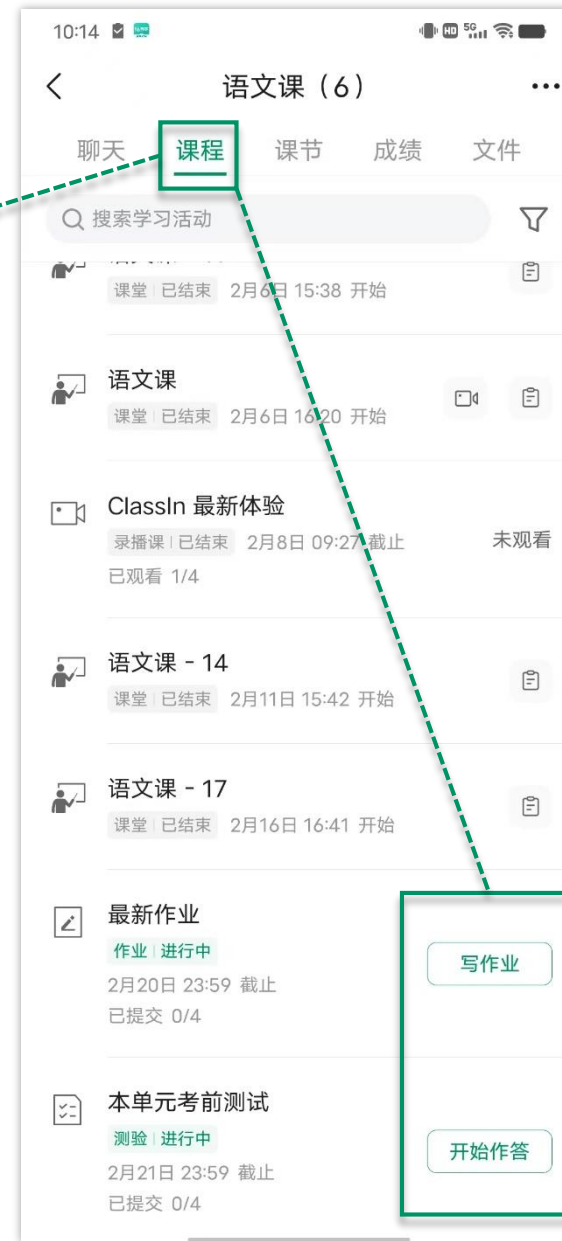 10:14
HD 5G
语文课（6）
聊天 课程 课节 成绩 文件
搜索学习活动
课堂 已结束 2月6日 15:38 开始
语文课
课堂 已结束 2月6日 16:20 开始
ClassIn 最新体验
录播课 已结束 2月8日 09:27 截止 未观看
已观看 1/4
语文课 - 14
课堂 已结束 2月11日 15:42 开始
语文课 - 17
课堂 已结束 2月16日 16:41 开始
最新作业
作业 进行中 写作业
2月20日 23:59 截止
已提交 0/4
本单元考前测试
测验 进行中 开始作答
2月21日 23:59 截止
已提交 0/4